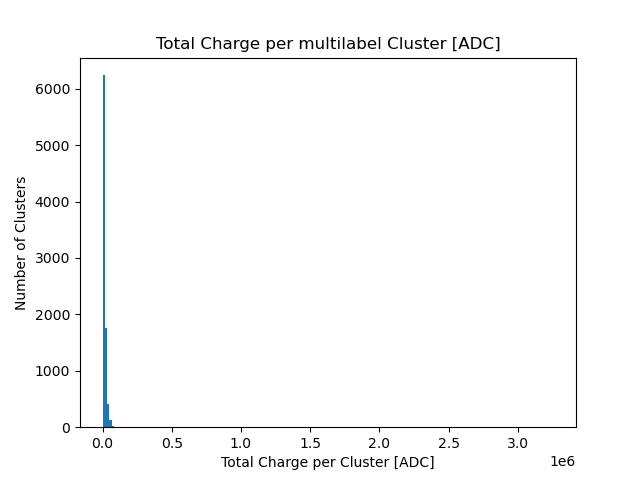 Total Charge per multilabel Cluster [ADC]
Number of Clusters
6000
5000
4000
3000
2000
1000
0
0.0 0.5 1.0 1.5 2.0 2.5 3.0
1e6
Total Charge per Cluster [ADC]